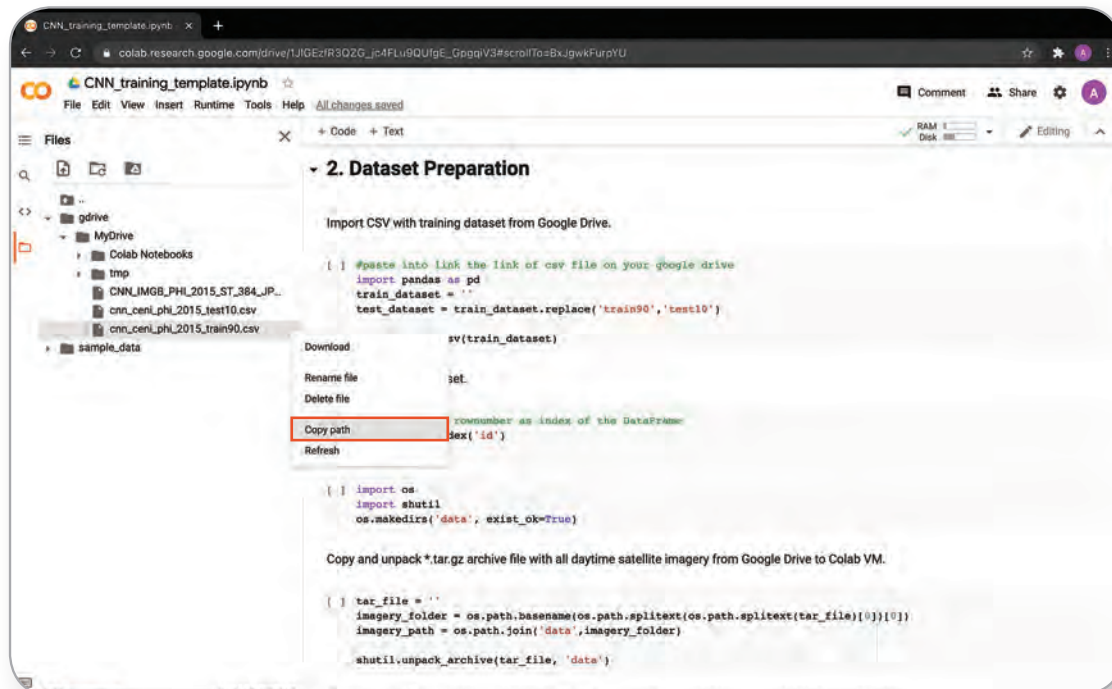 CNN_training_template.ipynb
colab.research.google.com/drive/1JIGEzfR3QZG_jc4FLu9QUfgE_GpgqiV3#scrollTo=BxJgwkFurpYU
CNN_training_template.ipynb
File Edit View Insert Runtime Tools Help All changes saved
Comment Share A
Files
+ Code + Text
RAM
Disk
Editing
..
gdrive
MyDrive
Colab Notebooks
tmp
CNN_IMGB_PHI_2015_ST_384_JP...
cnn_ceni_phi_2015_test10.csv
cnn_ceni_phi_2015_train90.csv
sample_data
Download
Rename file
Delete file
Copy path
Refresh
2. Dataset Preparation
Import CSV with training dataset from Google Drive.
[ ] #paste into link the link of csv file on your google drive
import pandas as pd
train_dataset = ''
test_dataset = train_dataset.replace('train90','test10')
sv(train_dataset)
set.
rownumber as index of the DataFrame
dex('id')
[ ] import os
import shutil
os.makedirs('data', exist_ok=True)
Copy and unpack *.tar.gz archive file with all daytime satellite imagery from Google Drive to Colab VM.
[ ] tar_file = ''
imagery_folder = os.path.basename(os.path.splitext(os.path.splitext(tar_file)[0])[0])
imagery_path = os.path.join('data',imagery_folder)
shutil.unpack_archive(tar_file, 'data')